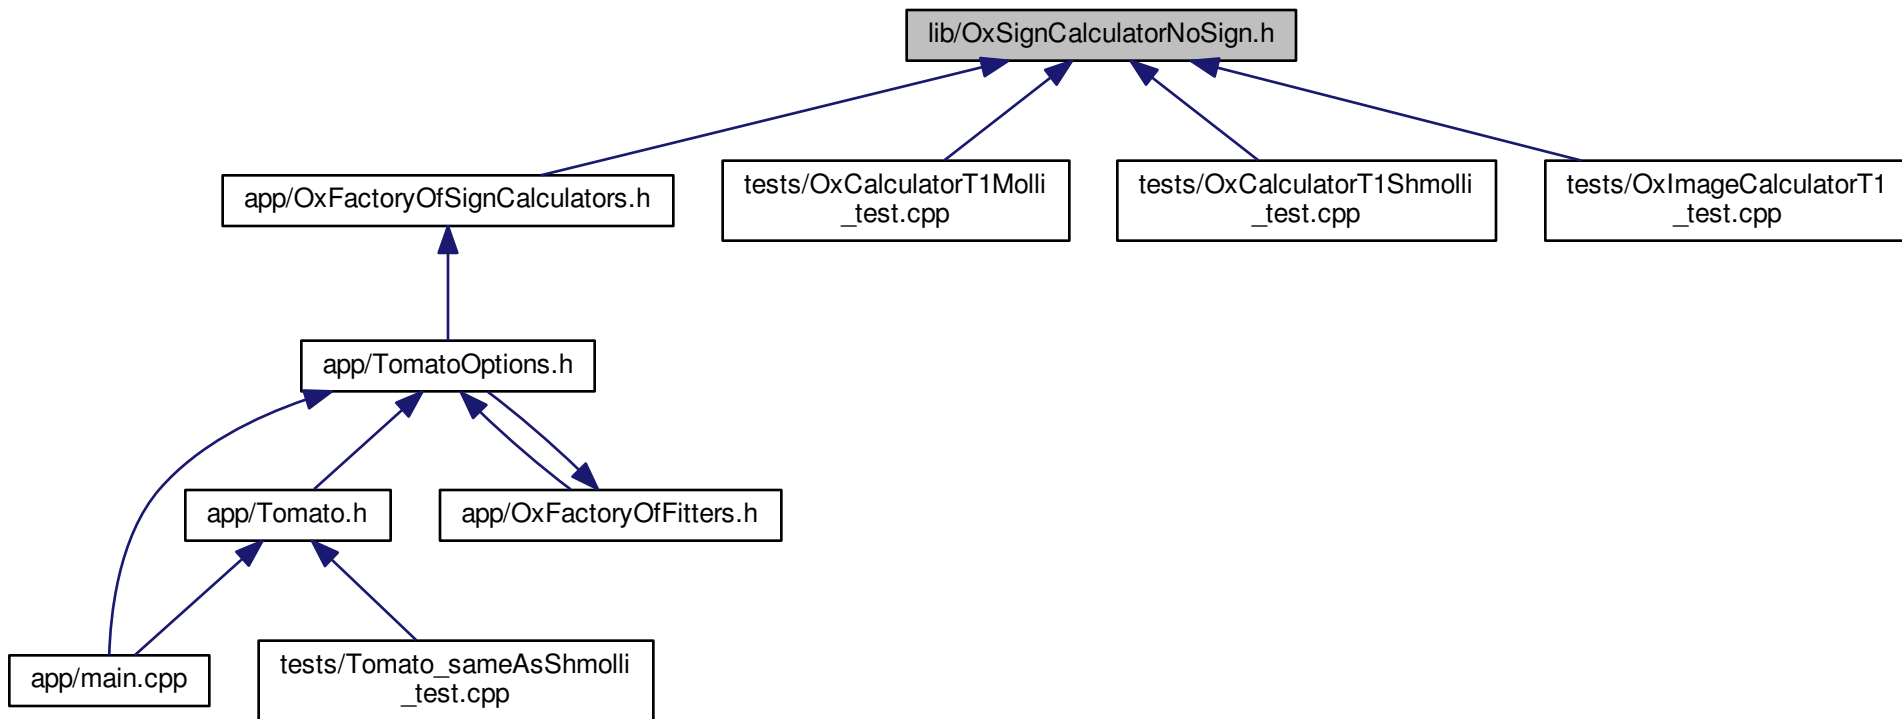 lib/OxSignCalculatorNoSign.h
app/OxFactoryOfSignCalculators.h
tests/OxCalculatorT1Molli
_test.cpp
tests/OxCalculatorT1Shmolli
_test.cpp
tests/OxImageCalculatorT1
_test.cpp
app/TomatoOptions.h
app/Tomato.h
app/OxFactoryOfFitters.h
app/main.cpp
tests/Tomato_sameAsShmolli
_test.cpp